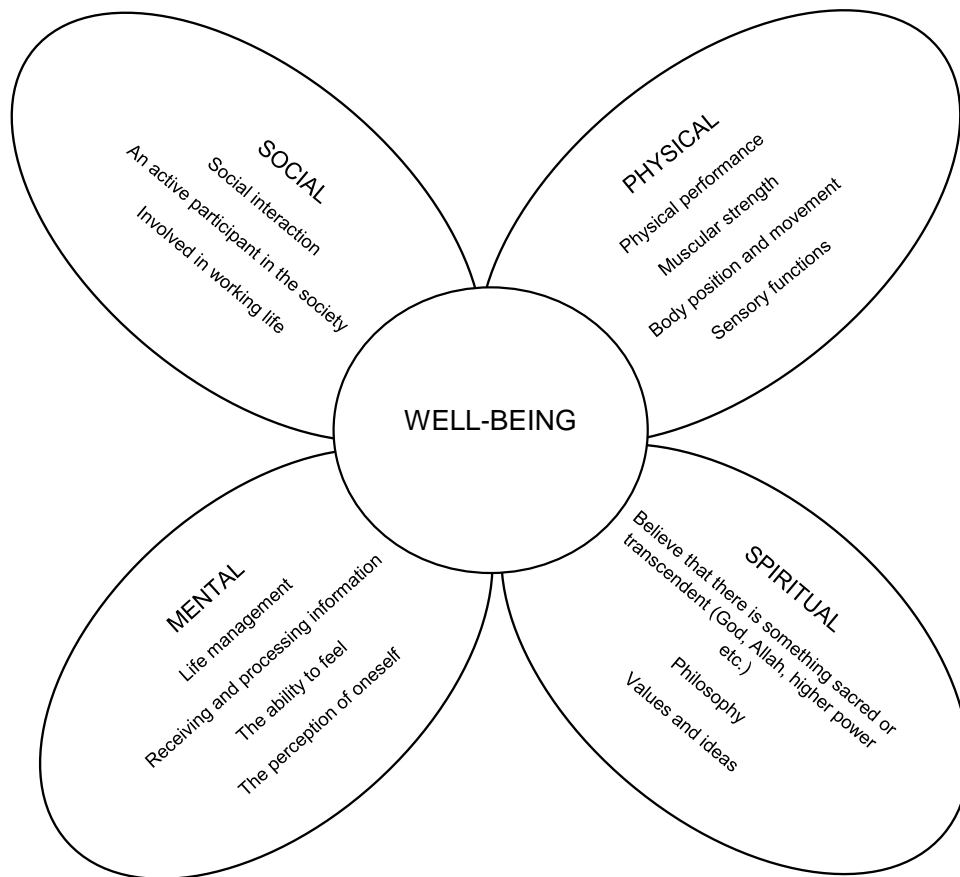 SOCIAL
Social interaction
An active participant in the society
Involved in working life
PHYSICAL
Physical performance
Muscular strength
Body position and movement
Sensory functions
WELL-BEING
MENTAL
Life management
Receiving and processing information
The ability to feel
The perception of oneself
SPIRITUAL
Believe that there is something sacred or
transcendent (God, Allah, higher power
etc.)
Philosophy
Values and ideas